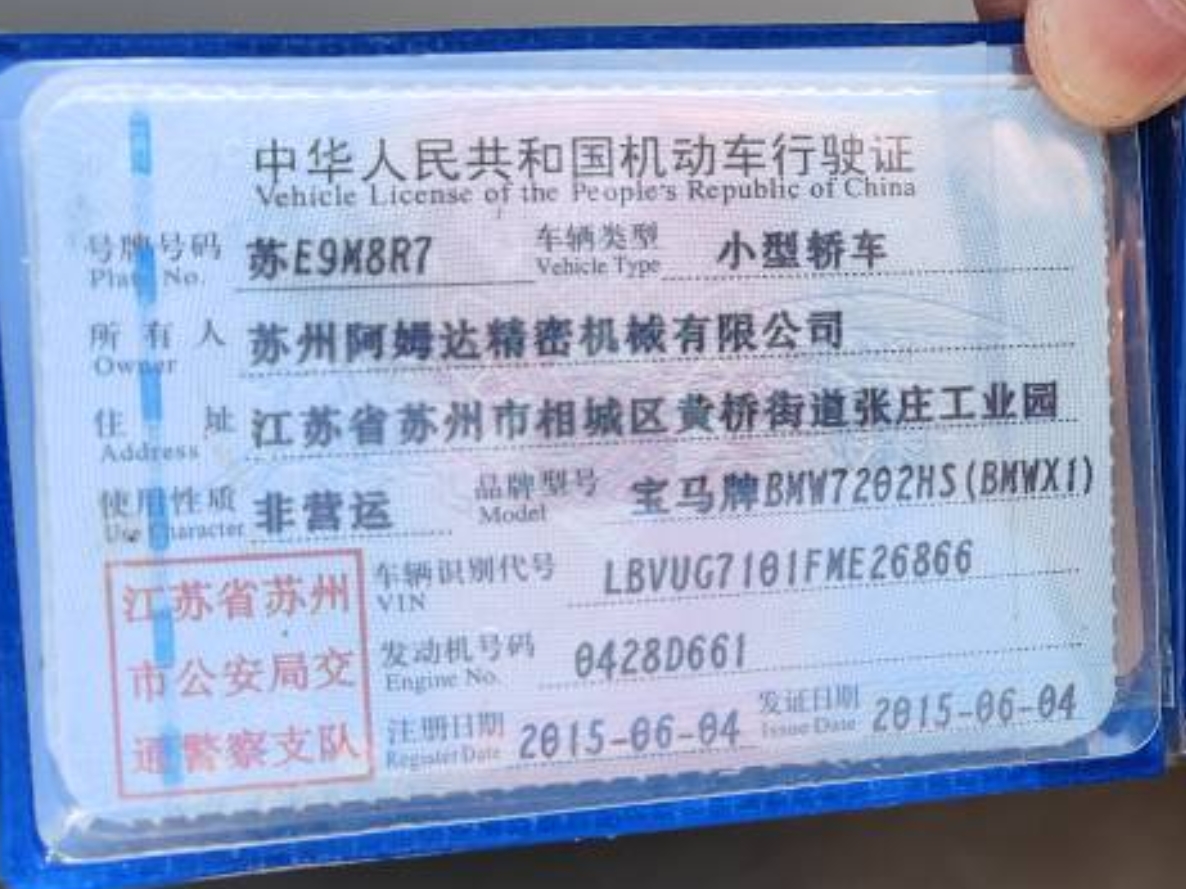 中华人民共和国机动车行驶证
Vehicle License of the People's Republic of China
号牌号码 苏E9M8R7 车辆类型 小型轿车
Plate No. Vehicle Type
所有人 苏州阿姆达精密机械有限公司
Owner
住址 江苏省苏州市相城区黄桥街道张庄工业园
Address
使用性质 非营运 品牌型号 宝马牌BMW7202HS(BMWX1)
Use Character Model
江苏省苏州
市公安局交
通警察支队
车辆识别代号 LBVUG7101FME26866
VIN
发动机号码 0428D661
Engine No.
注册日期 2015-06-04 发证日期 2015-06-04
Register Date Issue Date